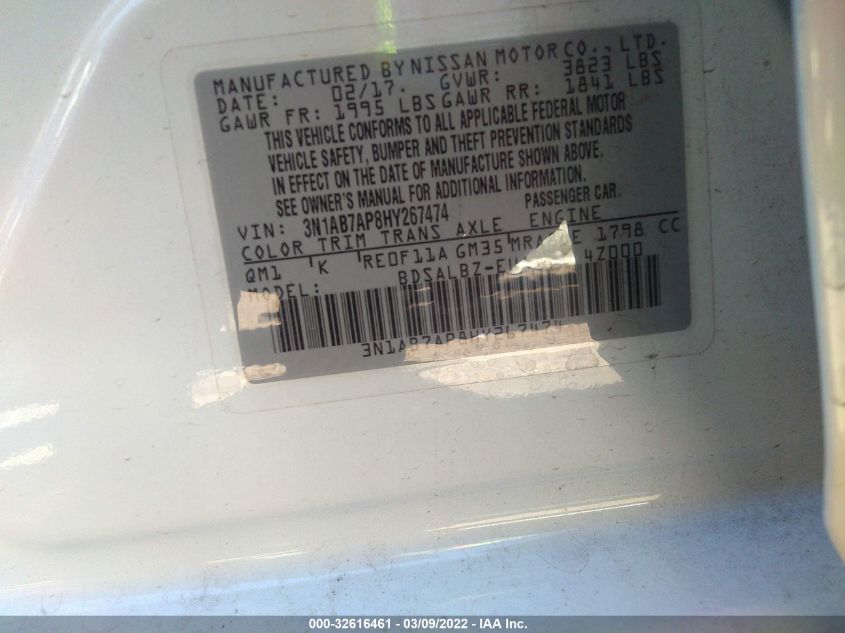 MANUFACTURED BY NISSAN MOTOR CO., LTD.
DATE: 02/17. GVWR: 3823 LBS
GAWR FR: 1995 LBS GAWR RR: 1841 LBS
THIS VEHICLE CONFORMS TO ALL APPLICABLE FEDERAL MOTOR
VEHICLE SAFETY, BUMPER AND THEFT PREVENTION STANDARDS
IN EFFECT ON THE DATE OF MANUFACTURE SHOWN ABOVE.
SEE OWNER'S MANUAL FOR ADDITIONAL INFORMATION.
VIN: 3N1AB7AP8HY267474 PASSENGER CAR.
COLOR TRIM TRANS AXLE ENGINE
QM1 K RE0F11A GM35 1798 CC
MODEL: 4Z000
3N1AB7AP8HY267474
000-32616461 - 03/09/2022 - IAA Inc.